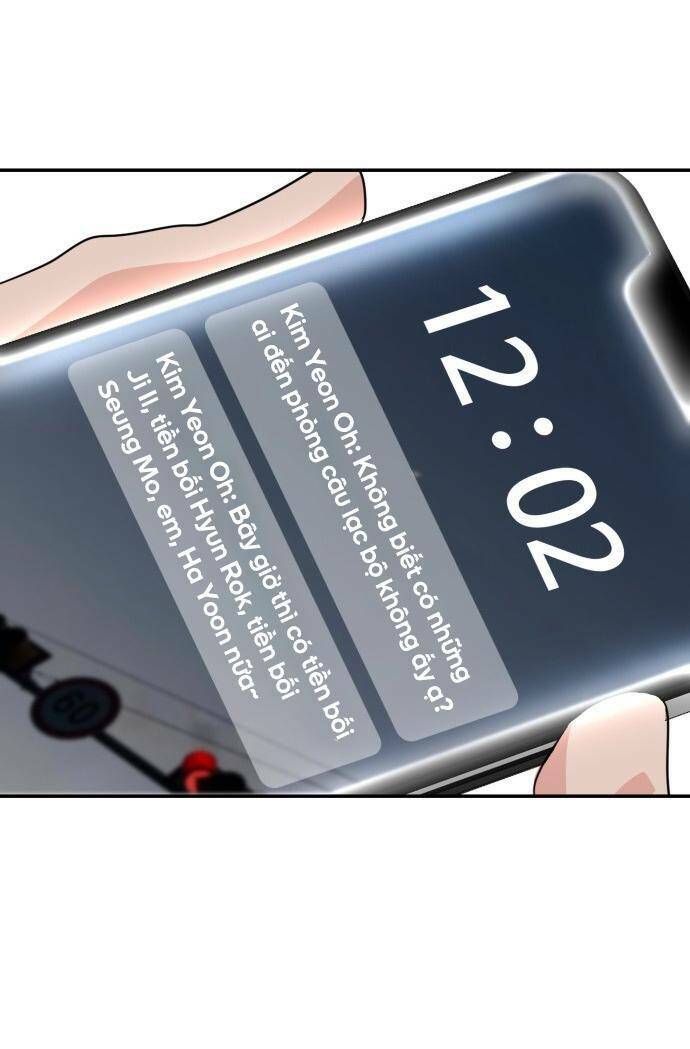 12:02
Kim Yeon Oh: Không biết có những
ai đến phòng câu lạc bộ không ấy ạ?
Kim Yeon Oh: Bây giờ thì có tiền bối
Ji Il, tiền bối Hyun Rok, tiền bối
Seung Mo, em, Ha Yoon nữa~
60